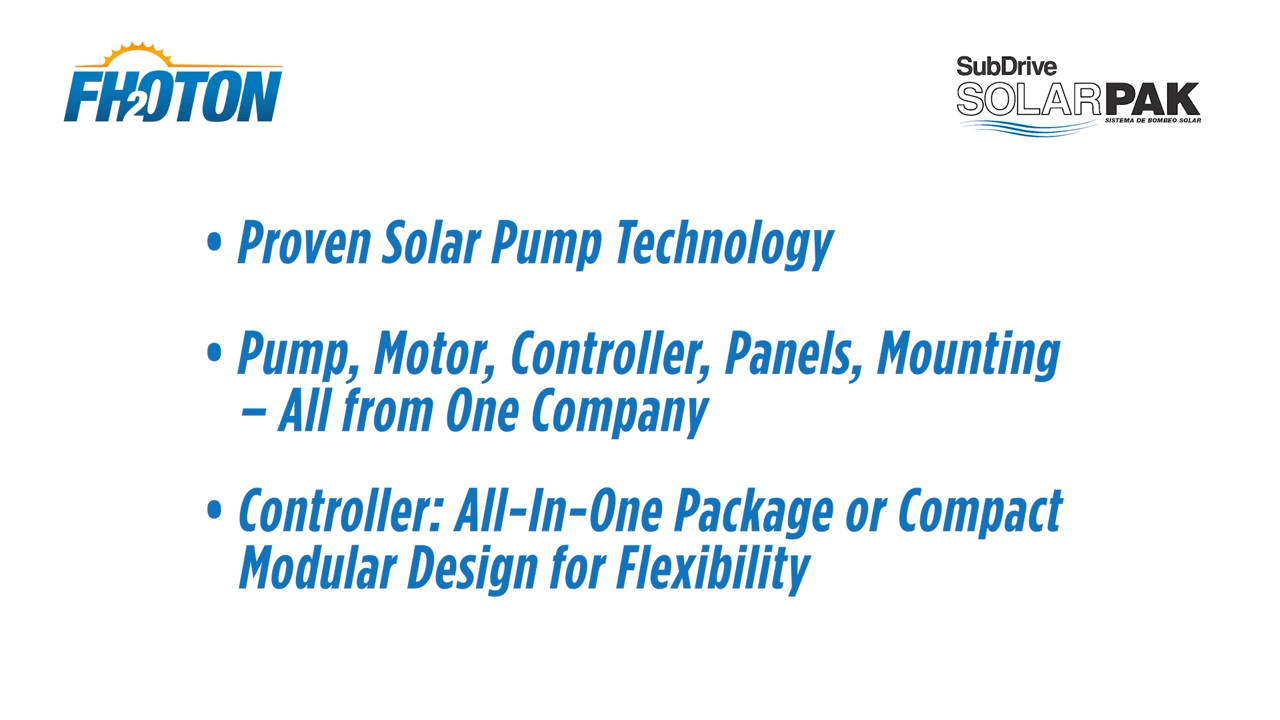 FH2OTON
SubDrive
SOLARPAK
SISTEMA DE BOMBEO SOLAR
• Proven Solar Pump Technology
• Pump, Motor, Controller, Panels, Mounting
– All from One Company
• Controller: All-In-One Package or Compact
Modular Design for Flexibility